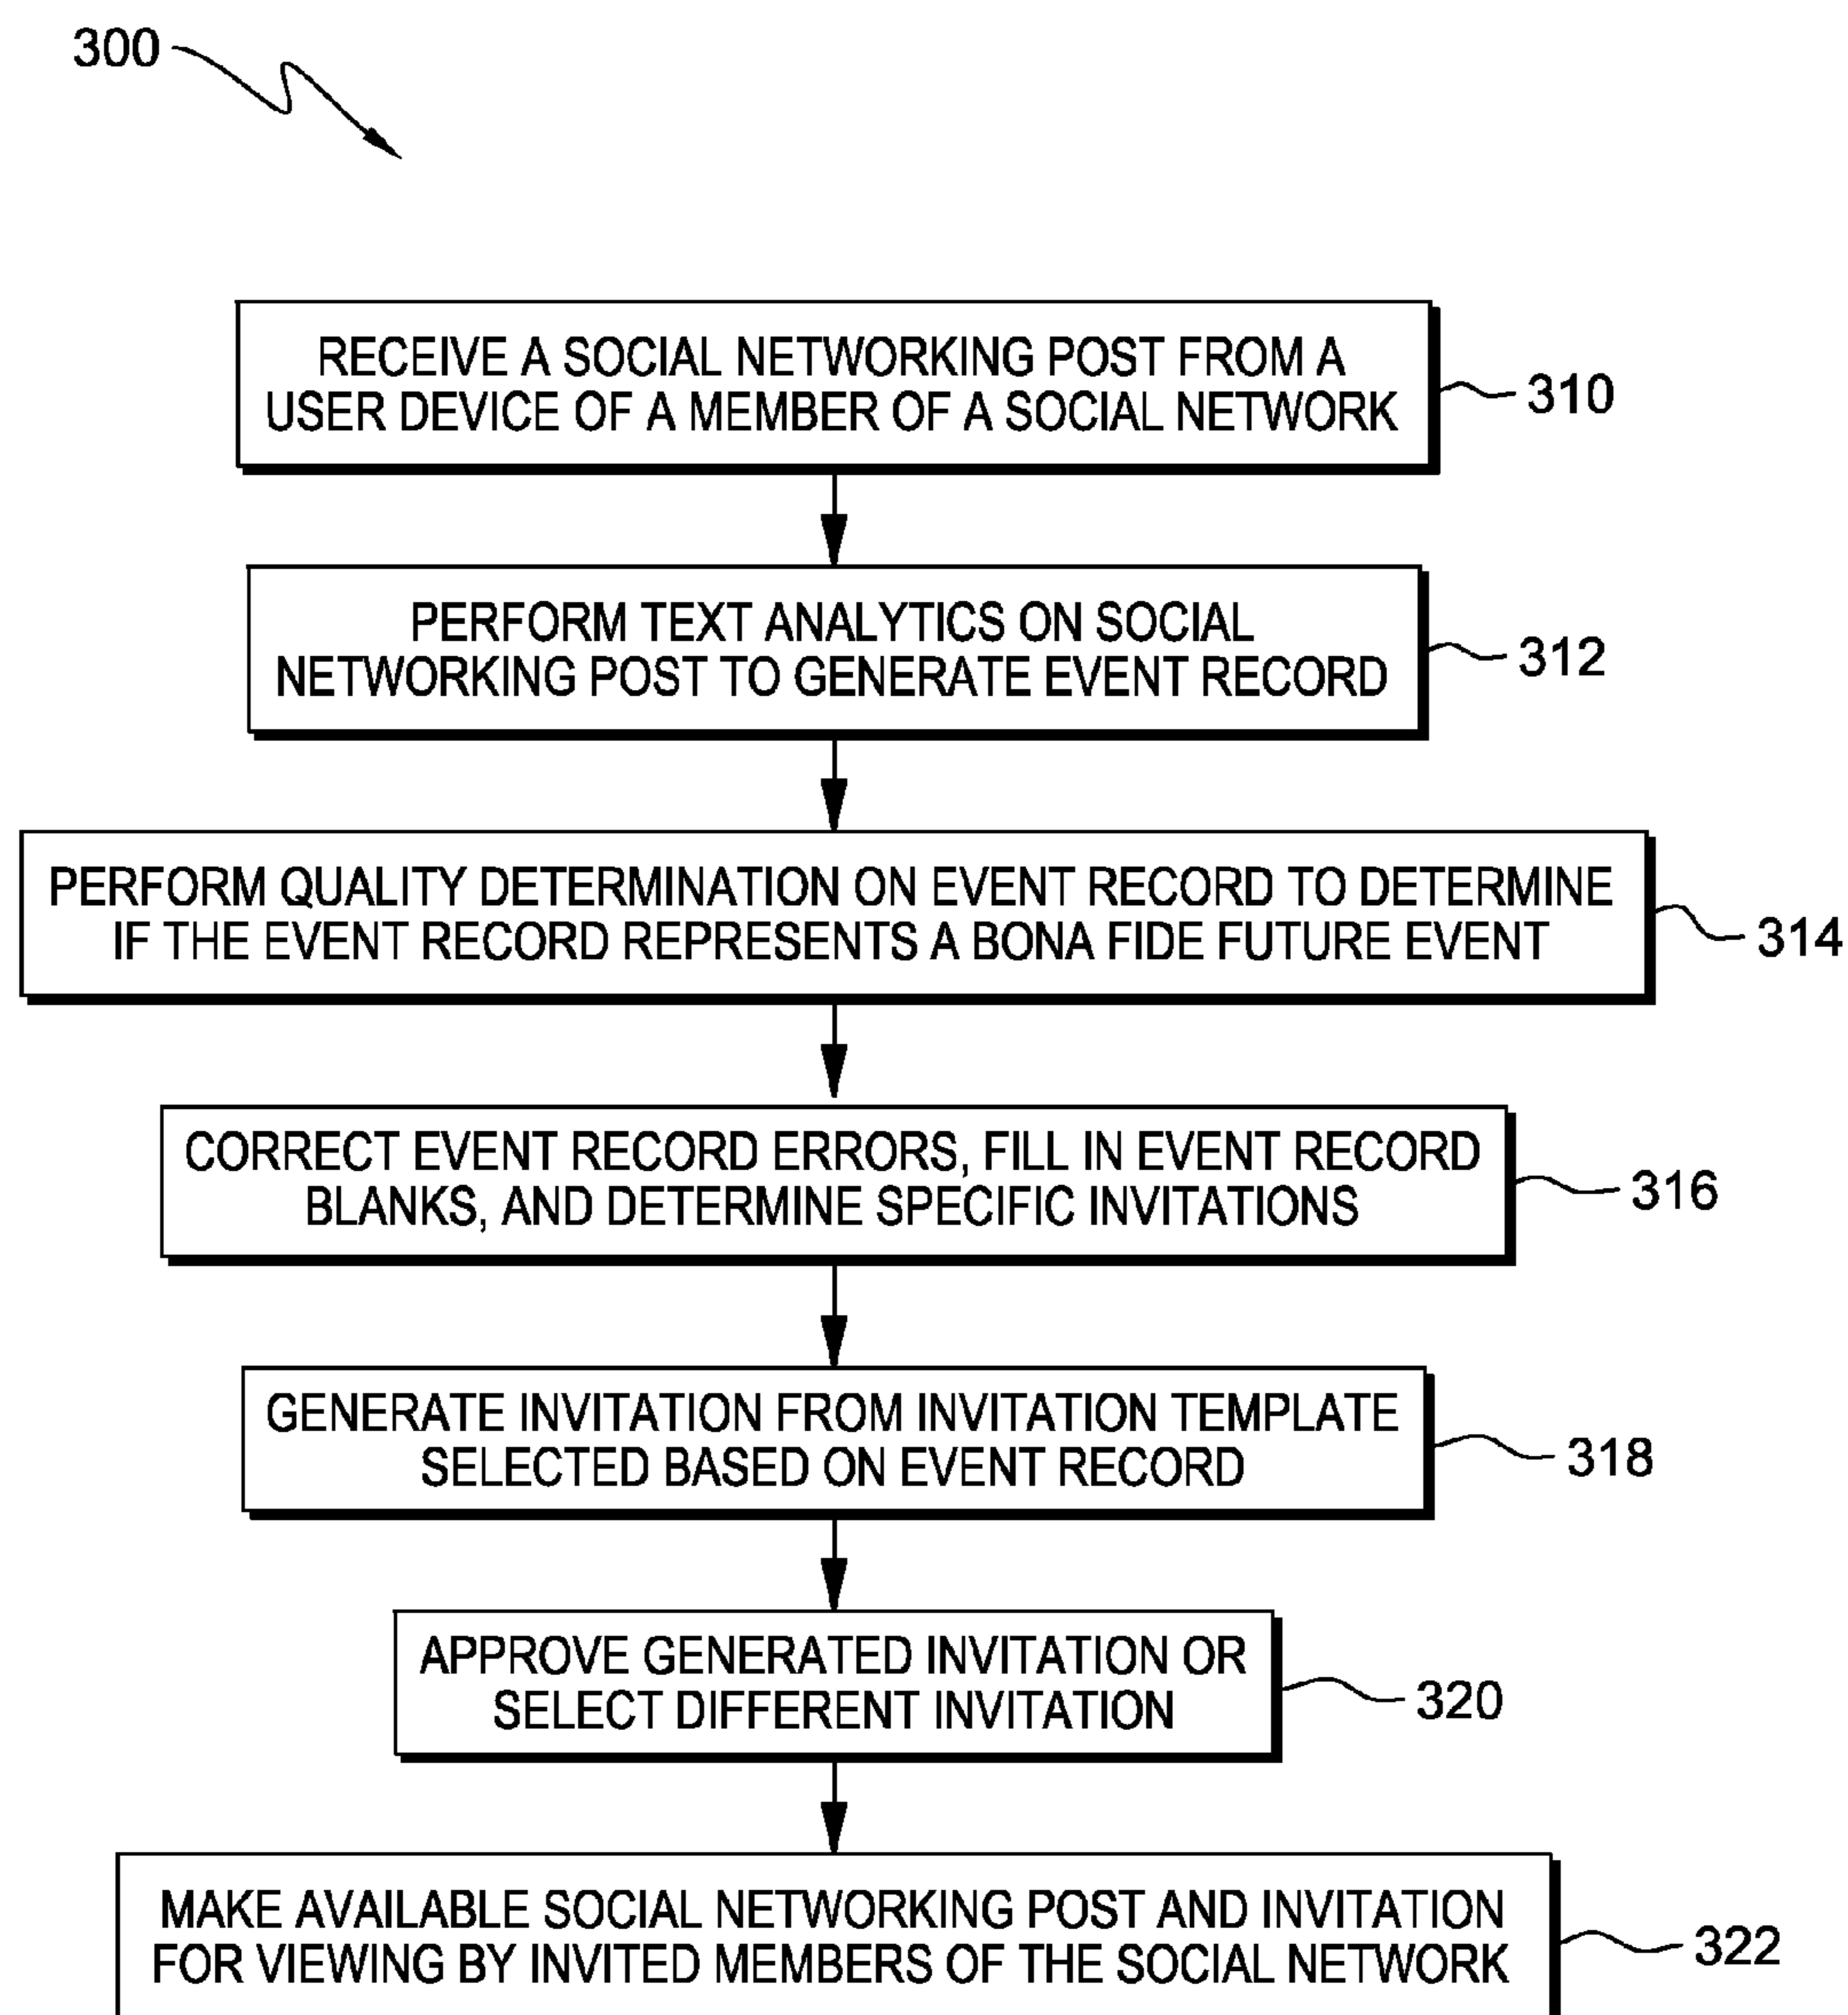 300
RECEIVE A SOCIAL NETWORKING POST FROM A
USER DEVICE OF A MEMBER OF A SOCIAL NETWORK
310
PERFORM TEXT ANALYTICS ON SOCIAL
NETWORKING POST TO GENERATE EVENT RECORD
312
PERFORM QUALITY DETERMINATION ON EVENT RECORD TO DETERMINE
IF THE EVENT RECORD REPRESENTS A BONA FIDE FUTURE EVENT
314
CORRECT EVENT RECORD ERRORS, FILL IN EVENT RECORD
BLANKS, AND DETERMINE SPECIFIC INVITATIONS
316
GENERATE INVITATION FROM INVITATION TEMPLATE
SELECTED BASED ON EVENT RECORD
318
APPROVE GENERATED INVITATION OR
SELECT DIFFERENT INVITATION
320
MAKE AVAILABLE SOCIAL NETWORKING POST AND INVITATION
FOR VIEWING BY INVITED MEMBERS OF THE SOCIAL NETWORK
322